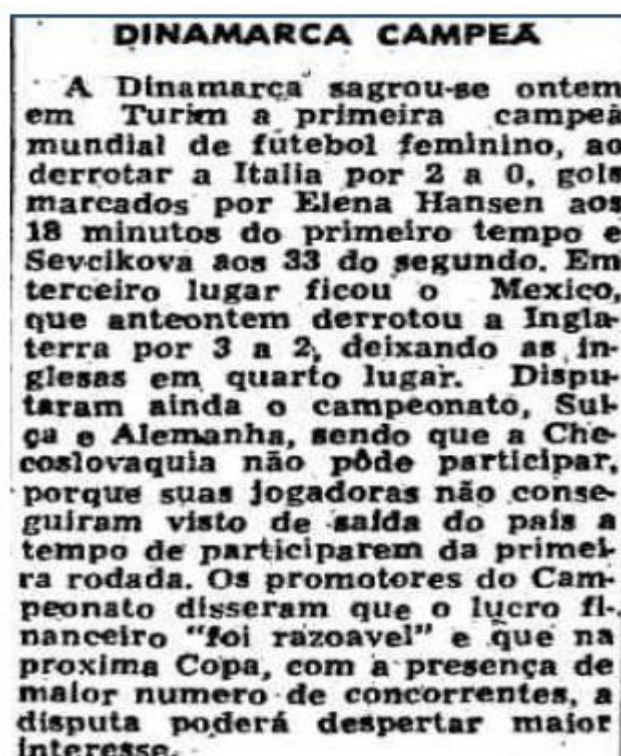 DINAMARCA CAMPEÃ
A Dinamarca sagrou-se ontem
em Turim a primeira campeã
mundial de futebol feminino, ao
derrotar a Italia por 2 a 0, gols
marcados por Elena Hansen aos
18 minutos do primeiro tempo e
Sevcikova aos 33 do segundo. Em
terceiro lugar ficou o Mexico,
que anteontem derrotou a Ingla-
terra por 3 a 2, deixando as in-
glesas em quarto lugar. Dispu-
taram ainda o campeonato, Suí-
ça e Alemanha, sendo que a Che-
coslovaquia não pôde participar,
porque suas jogadoras não conse-
guiram visto de saída do país a
tempo de participarem da primei-
ra rodada. Os promotores do Cam-
peonato disseram que o lucro fi-
nanceiro "foi razoavel" e que na
proxima Copa, com a presença de
maior numero de concorrentes, a
disputa poderá despertar maior
interesse.